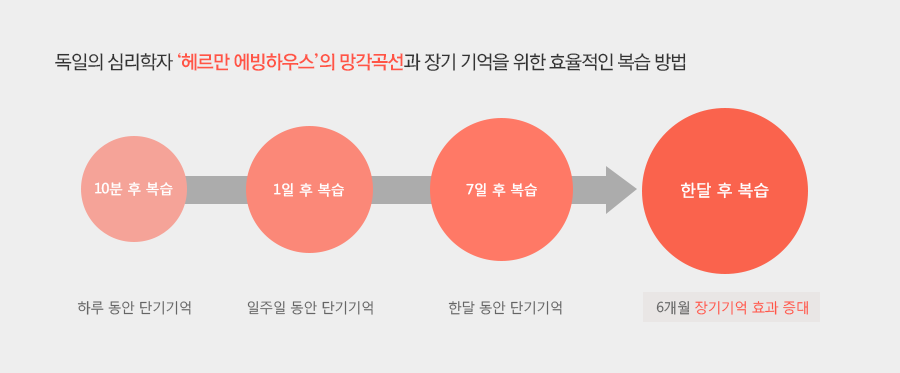 독일의 심리학자 ‘헤르만 에빙하우스’의 망각곡선과 장기 기억을 위한 효율적인 복습 방법
10분 후 복습
1일 후 복습
7일 후 복습
한달 후 복습
하루 동안 단기기억
일주일 동안 단기기억
한달 동안 단기기억
6개월 장기기억 효과 증대